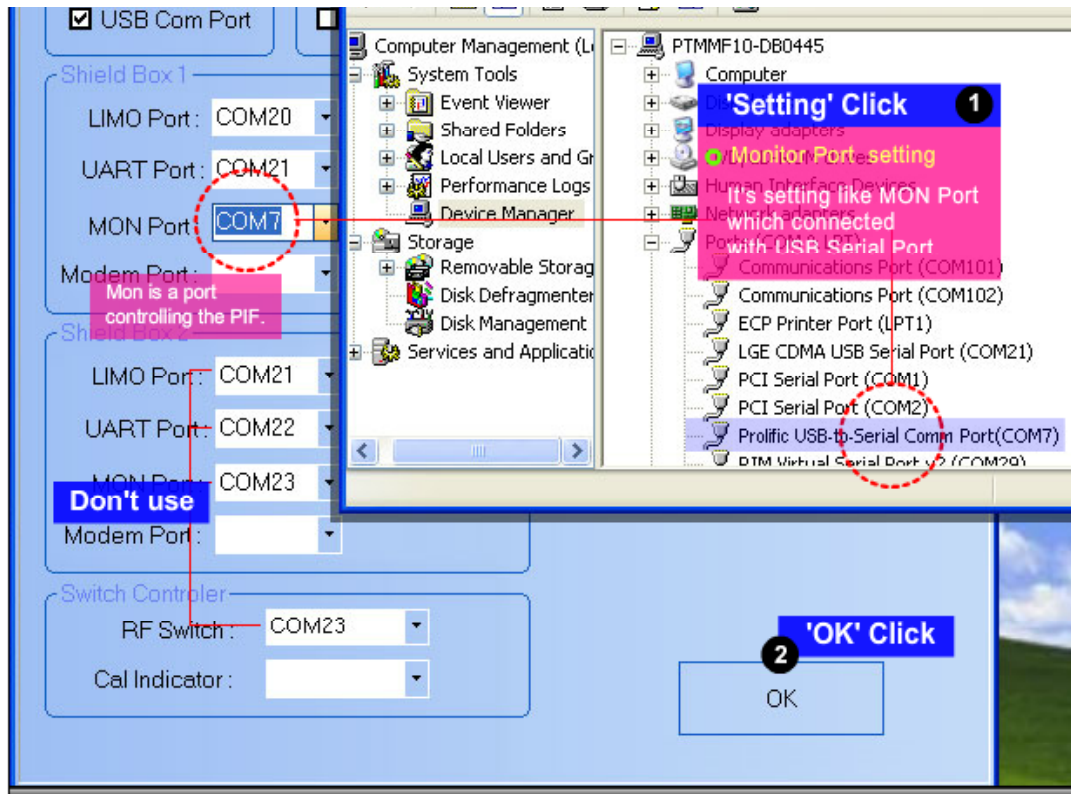 USB Com Port
Shield Box 1
LIMO Port : COM20
UART Port : COM21
MON Port : COM7
Modem Port :
Mon is a port
controlling the PIF.
Shield Box 2
LIMO Port : COM21
UART Port : COM22
MON Port : COM23
Don't use
Modem Port :
Switch Controler
RF Switch : COM23
Cal Indicator :
Computer Management (L
System Tools
Event Viewer
Shared Folders
Local Users and Gr
Performance Logs
Device Manager
Storage
Removable Storag
Disk Defragmenter
Disk Management
Services and Applicatio
PTMMF10-DB0445
Computer
'Setting' Click 1
Display adapters
Monitor Port setting
Human Interface Devices
It's setting like MON Port
Network adapters
which connected
Ports (COM & LPT)
with USB Serial Port
Communications Port (COM101)
Communications Port (COM102)
ECP Printer Port (LPT1)
LGE CDMA USB Serial Port (COM21)
PCI Serial Port (COM1)
PCI Serial Port (COM2)
Prolific USB-to-Serial Comm Port(COM7)
RIM Virtual Serial Port v2 (COM29)
'OK' Click
2
OK